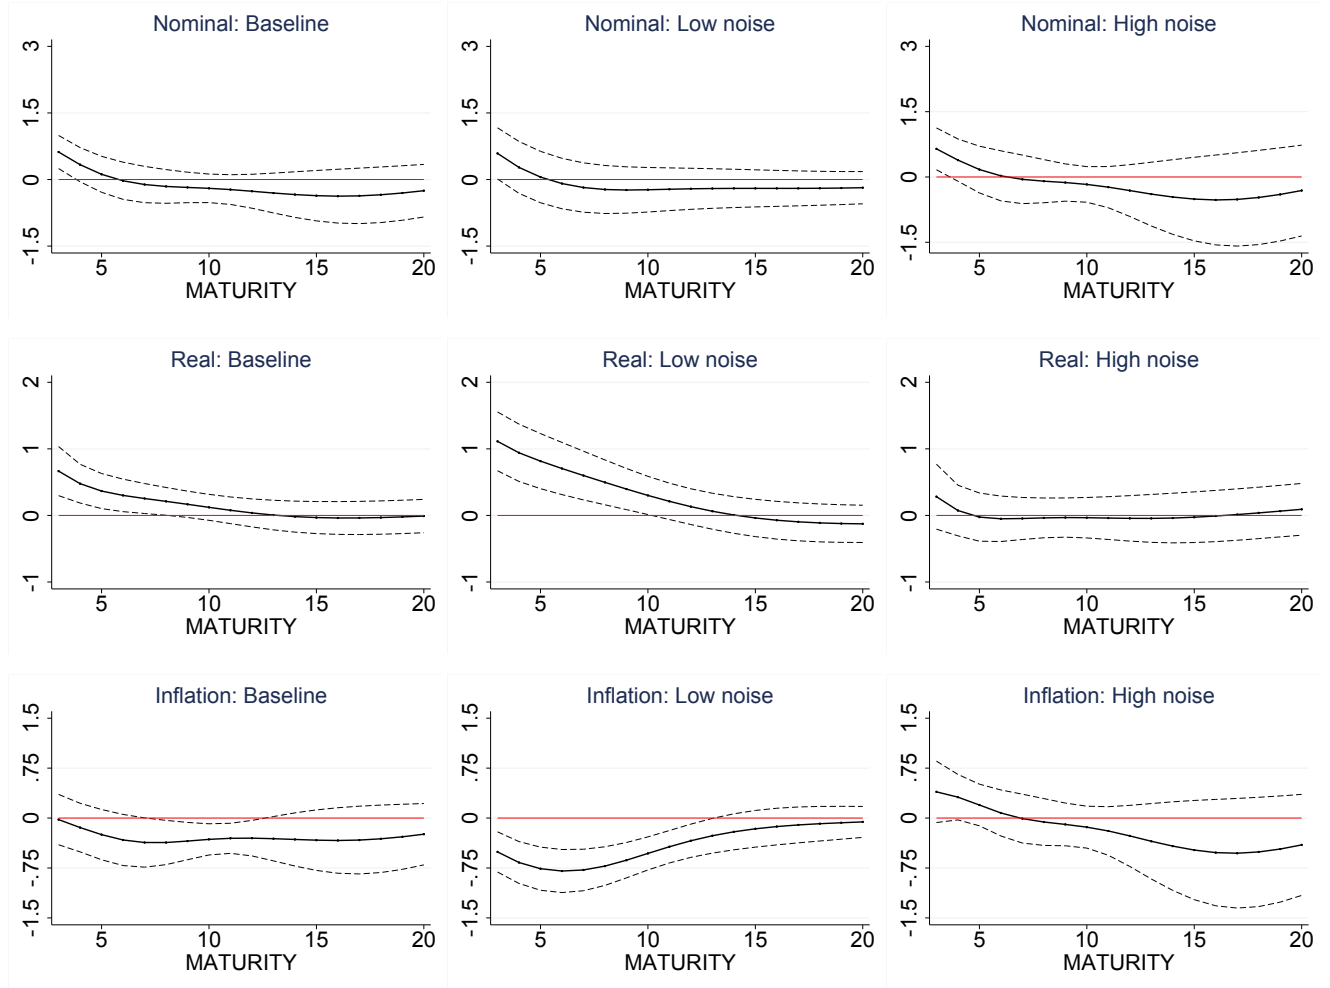 Nominal: Baseline
3
1.5
0
-1.5
5 10 15 20
MATURITY
Nominal: Low noise
3
1.5
0
-1.5
5 10 15 20
MATURITY
Nominal: High noise
3
1.5
0
-1.5
5 10 15 20
MATURITY
Real: Baseline
2
1
0
-1
5 10 15 20
MATURITY
Real: Low noise
2
1
0
-1
5 10 15 20
MATURITY
Real: High noise
2
1
0
-1
5 10 15 20
MATURITY
Inflation: Baseline
1.5
.75
0
-.75
-1.5
5 10 15 20
MATURITY
Inflation: Low noise
1.5
.75
0
-.75
-1.5
5 10 15 20
MATURITY
Inflation: High noise
1.5
.75
0
-.75
-1.5
5 10 15 20
MATURITY